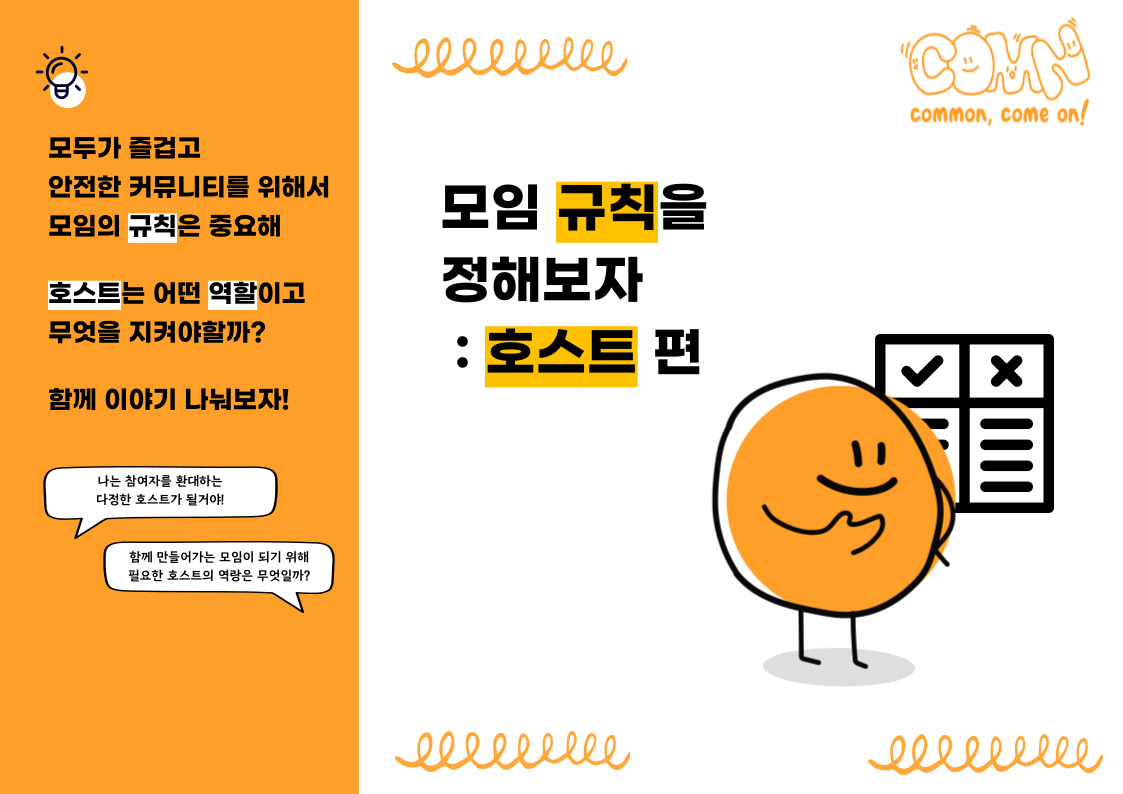 모두가 즐겁고
안전한 커뮤니티를 위해서
모임의 규칙은 중요해
호스트는 어떤 역할이고
무엇을 지켜야할까?
함께 이야기 나눠보자!
나는 참여자를 환대하는
다정한 호스트가 될거야!
함께 만들어가는 모임이 되기 위해
필요한 호스트의 역량은 무엇일까?
COMN
common, come on!
모임 규칙을
정해보자
: 호스트 편